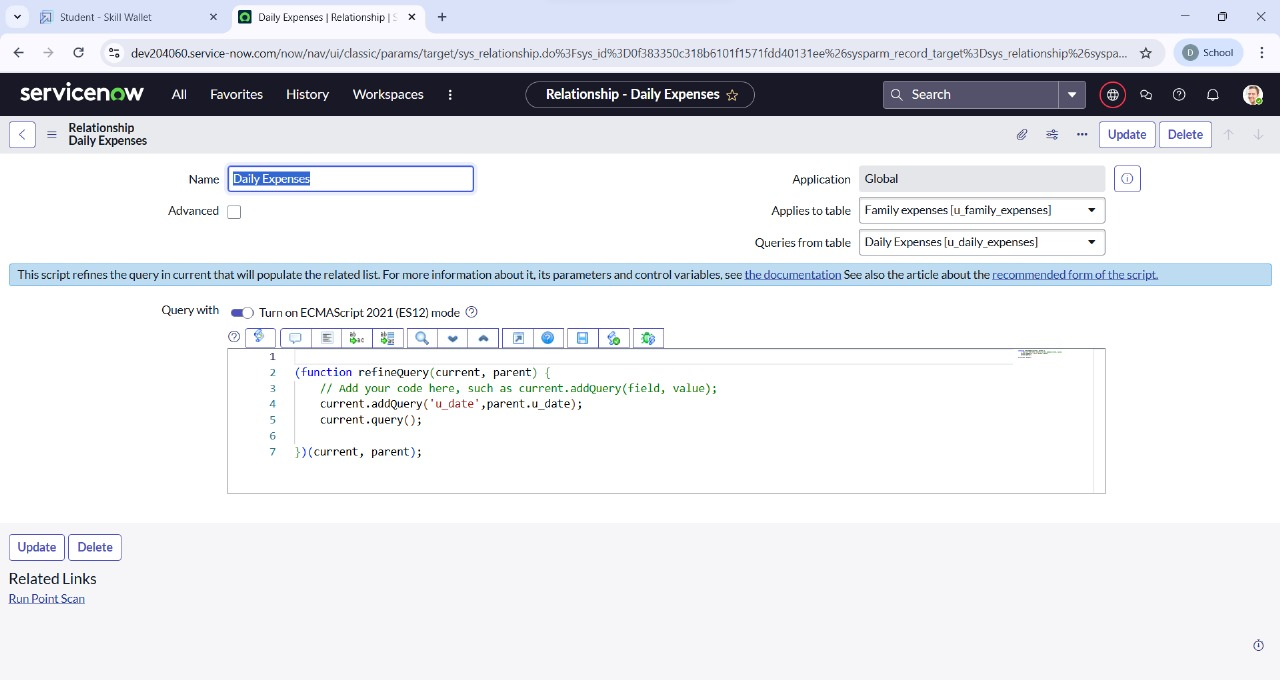 Student - Skill Wallet
Daily Expenses | Relationship | S
dev204060.service-now.com/now/nav/ui/classic/params/target/sys_relationship.do%3Fsys_id%3D0f383350c318b6101f1571fdd40131ee%26sysparm_record_target%3Dsys_relationship%26syspa...
D School
servicenow
All
Favorites
History
Workspaces
Relationship - Daily Expenses
Search
Relationship
Daily Expenses
Update
Delete
Name
Daily Expenses
Application
Global
Advanced
Applies to table
Family expenses [u_family_expenses]
Queries from table
Daily Expenses [u_daily_expenses]
This script refines the query in current that will populate the related list. For more information about it, its parameters and control variables, see the documentation See also the article about the recommended form of the script.
Query with
Turn on ECMAScript 2021 (ES12) mode
1
2 (function refineQuery(current, parent) {
3 // Add your code here, such as current.addQuery(field, value);
4 current.addQuery('u_date',parent.u_date);
5 current.query();
6
7 })(current, parent);
Update
Delete
Related Links
Run Point Scan